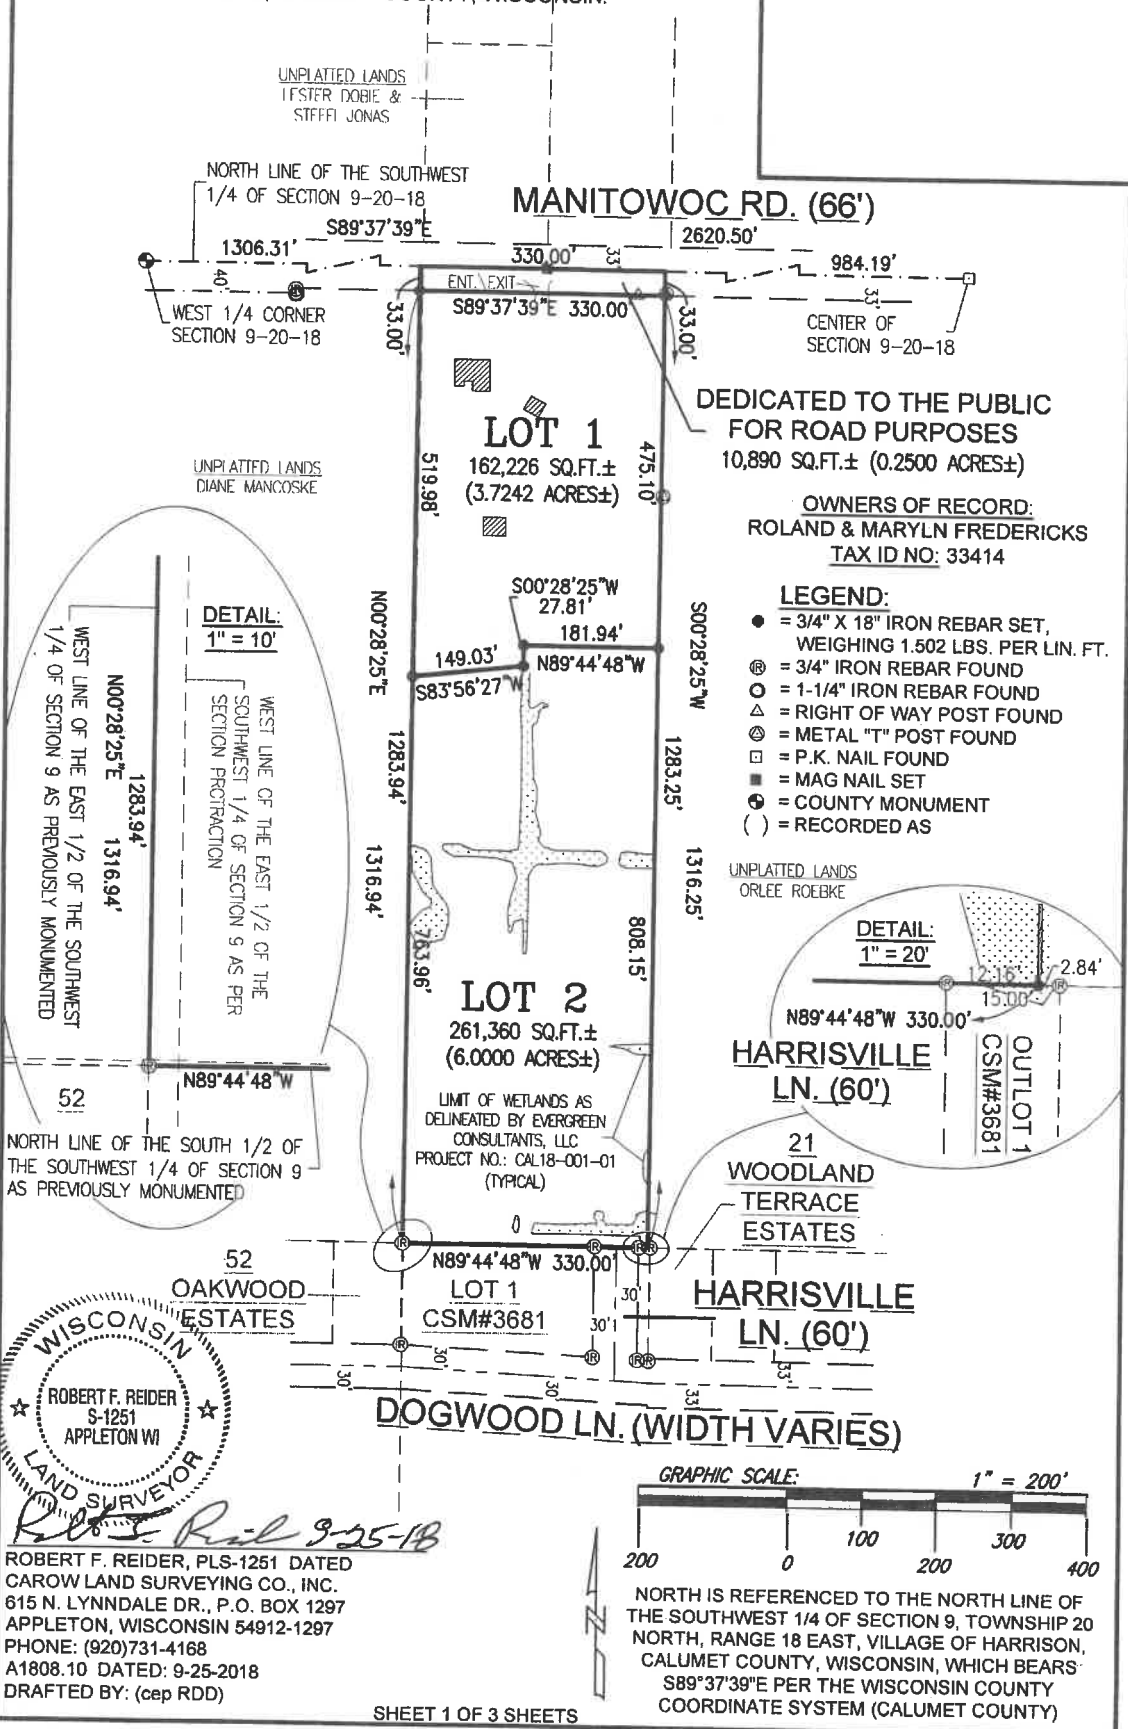 UNPLATTED LANDS
LESTER DOBIE &
STEFFI JONAS
NORTH LINE OF THE SOUTHWEST
1/4 OF SECTION 9-20-18
MANITOWOC RD. (66')
S89°37'39"E
2620.50'
1306.31'
330.00'
33'
984.19'
40'
ENT. EXIT
33'
S89°37'39"E 330.00'
WEST 1/4 CORNER
SECTION 9-20-18
33.00'
33.00'
CENTER OF
SECTION 9-20-18
DEDICATED TO THE PUBLIC
FOR ROAD PURPOSES
10,890 SQ.FT.± (0.2500 ACRES±)
LOT 1
162,226 SQ.FT.±
(3.7242 ACRES±)
519.98'
475.10'
UNPLATTED LANDS
DIANE MANCOSKE
OWNERS OF RECORD:
ROLAND & MARYLN FREDERICKS
TAX ID NO: 33414
LEGEND:
= 3/4" X 18" IRON REBAR SET,
WEIGHING 1.502 LBS. PER LIN. FT.
® = 3/4" IRON REBAR FOUND
= 1-1/4" IRON REBAR FOUND
= RIGHT OF WAY POST FOUND
= METAL "T" POST FOUND
= P.K. NAIL FOUND
= MAG NAIL SET
= COUNTY MONUMENT
( ) = RECORDED AS
S00°28'25"W
27.81'
181.94'
149.03'
N89°44'48"W
S83°56'27"W
N00°28'25"E
S00°28'25"W
1283.94'
1283.25'
1316.94'
1316.25'
763.96'
808.15'
DETAIL:
1" = 10'
WEST LINE OF THE EAST 1/2 OF THE SOUTHWEST
1/4 OF SECTION 9 AS PREVIOUSLY MONUMENTED
N00°28'25"E
1283.94'
1316.94'
WEST LINE OF THE EAST 1/2 OF THE
SOUTHWEST 1/4 OF SECTION 9 AS PER
SECTION PROTRACTION
N89°44'48"W
52
NORTH LINE OF THE SOUTH 1/2 OF
THE SOUTHWEST 1/4 OF SECTION 9
AS PREVIOUSLY MONUMENTED
UNPLATTED LANDS
ORLEE ROEBKE
DETAIL:
1" = 20'
12.16'
2.84'
15.00'
N89°44'48"W 330.00'
HARRISVILLE
LN. (60')
OUTLOT 1
CSM#3681
LOT 2
261,360 SQ.FT.±
(6.0000 ACRES±)
LIMIT OF WETLANDS AS
DELINEATED BY EVERGREEN
CONSULTANTS, LLC
PROJECT NO.: CAL18-001-01
(TYPICAL)
21
WOODLAND
TERRACE
ESTATES
N89°44'48"W 330.00'
52
OAKWOOD
ESTATES
LOT 1
CSM#3681
30'
30'
HARRISVILLE
LN. (60')
30'
30'
30'
33'
33'
DOGWOOD LN. (WIDTH VARIES)
WISCONSIN
ROBERT F. REIDER
S-1251
APPLETON WI
LAND SURVEYOR
9-25-18
ROBERT F. REIDER, PLS-1251 DATED
CAROW LAND SURVEYING CO., INC.
615 N. LYNNDALE DR., P.O. BOX 1297
APPLETON, WISCONSIN 54912-1297
PHONE: (920)731-4168
A1808.10 DATED: 9-25-2018
DRAFTED BY: (cep RDD)
GRAPHIC SCALE: 1" = 200'
200 0 100 200 300 400
N
NORTH IS REFERENCED TO THE NORTH LINE OF
THE SOUTHWEST 1/4 OF SECTION 9, TOWNSHIP 20
NORTH, RANGE 18 EAST, VILLAGE OF HARRISON,
CALUMET COUNTY, WISCONSIN, WHICH BEARS
S89°37'39"E PER THE WISCONSIN COUNTY
COORDINATE SYSTEM (CALUMET COUNTY)
SHEET 1 OF 3 SHEETS